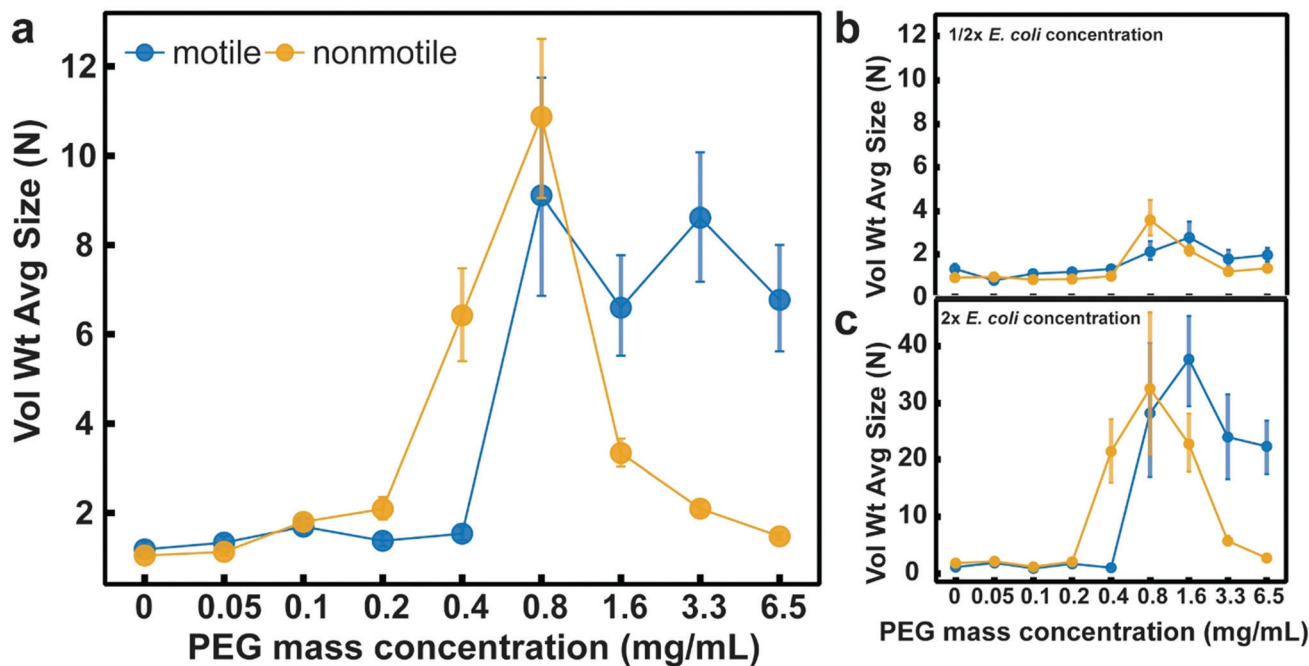 a
motile nonmotile
Vol Wt Avg Size (N)
12
10
8
6
4
2
0 0.05 0.1 0.2 0.4 0.8 1.6 3.3 6.5
PEG mass concentration (mg/mL)
b
1/2x E. coli concentration
Vol Wt Avg Size (N)
12
10
8
6
4
2
0
c
2x E. coli concentration
Vol Wt Avg Size (N)
40
30
20
10
0
0 0.05 0.1 0.2 0.4 0.8 1.6 3.3 6.5
PEG mass concentration (mg/mL)